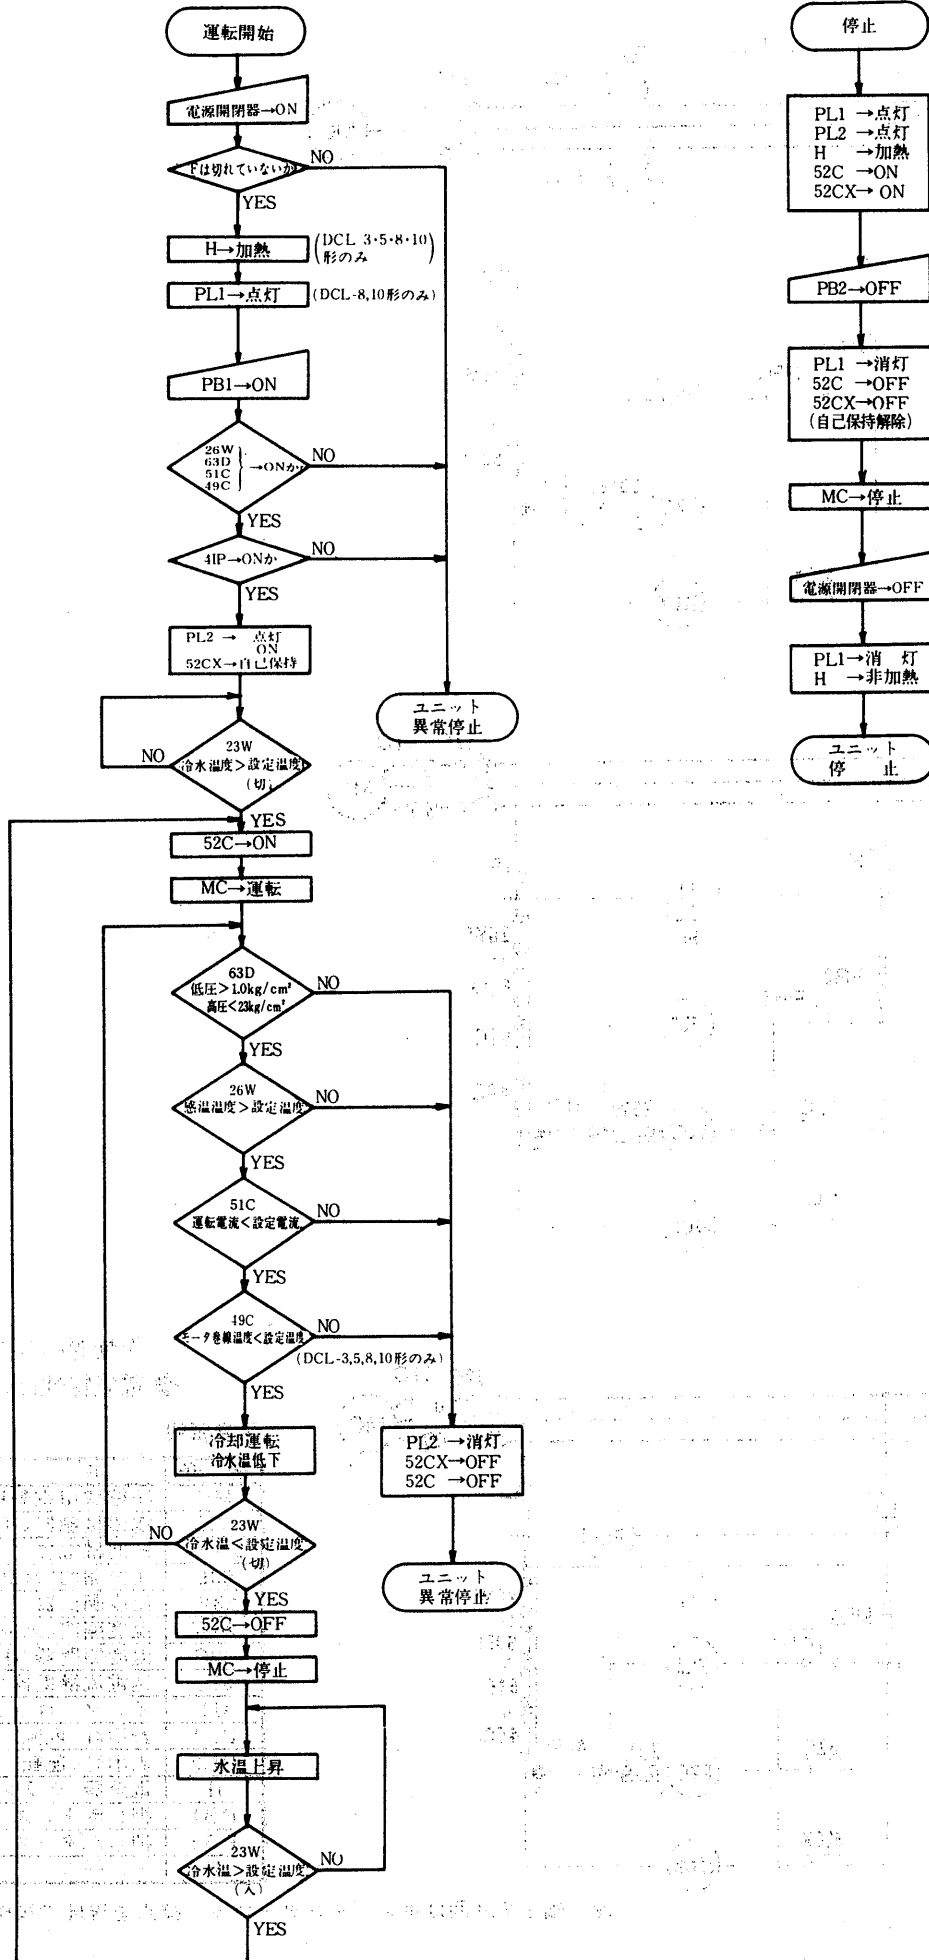 運転開始
電源開閉器→ON
Fは切れていないか
NO
YES
H→加熱
(DCL 3・5・8・10
形のみ)
PL1→点灯
(DCL-8,10形のみ)
PB1→ON
26W
63D
51C
49C
→ONか
NO
YES
4IP→ONか
NO
YES
PL2 → 点灯
ON
52CX→自己保持
ユニット
異常停止
23W
冷水温度>設定温度
(切)
NO
YES
52C→ON
MC→運転
63D
低圧>1.0kg/cm²
高圧<23kg/cm²
NO
YES
26W
感温温度>設定温度
NO
YES
51C
運転電流<設定電流
NO
YES
49C
モータ巻線温度<設定温度
NO
(DCL-3,5,8,10形のみ)
YES
冷却運転
冷水温低下
PL2 →消灯
52CX→OFF
52C →OFF
23W
冷水温<設定温度
(切)
NO
YES
ユニット
異常停止
52C→OFF
MC→停止
水温上昇
23W
冷水温>設定温度
(入)
NO
YES
停止
PL1 →点灯
PL2 →点灯
H →加熱
52C →ON
52CX→ ON
PB2→OFF
PL1 →消灯
52C →OFF
52CX→OFF
(自己保持解除)
MC→停止
電源開閉器→OFF
PL1→消 灯
H →非加熱
ユニット
停 止